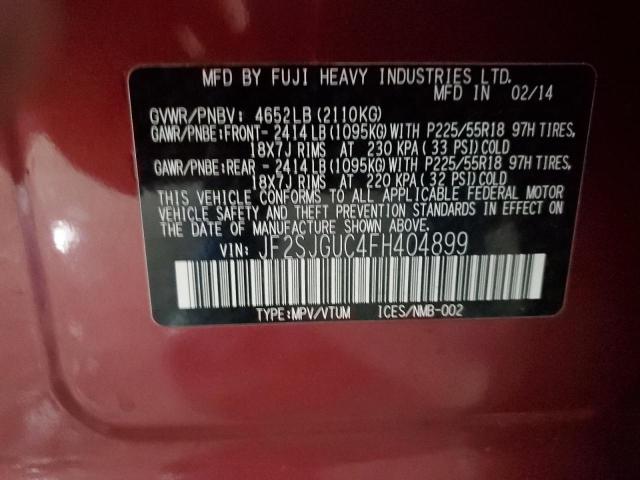 MFD BY FUJI HEAVY INDUSTRIES LTD.
MFD IN 02/14
GVWR/PNBV: 4652LB (2110KG)
GAWR/PNBE:FRONT- 2414LB (1095KG) WITH P225/55R18 97H TIRES,
18X7J RIMS AT 230 KPA ( 33 PSI) COLD
GAWR/PNBE:REAR - 2414LB (1095KG) WITH P225/55R18 97H TIRES,
18X7J RIMS AT 220 KPA ( 32 PSI) COLD
THIS VEHICLE CONFORMS TO ALL APPLICABLE FEDERAL MOTOR
VEHICLE SAFETY AND THEFT PREVENTION STANDARDS IN EFFECT ON
THE DATE OF MANUFACTURE SHOWN ABOVE.
VIN: JF2SJGUC4FH404899
TYPE:MPV/VTUM ICES/NMB-002